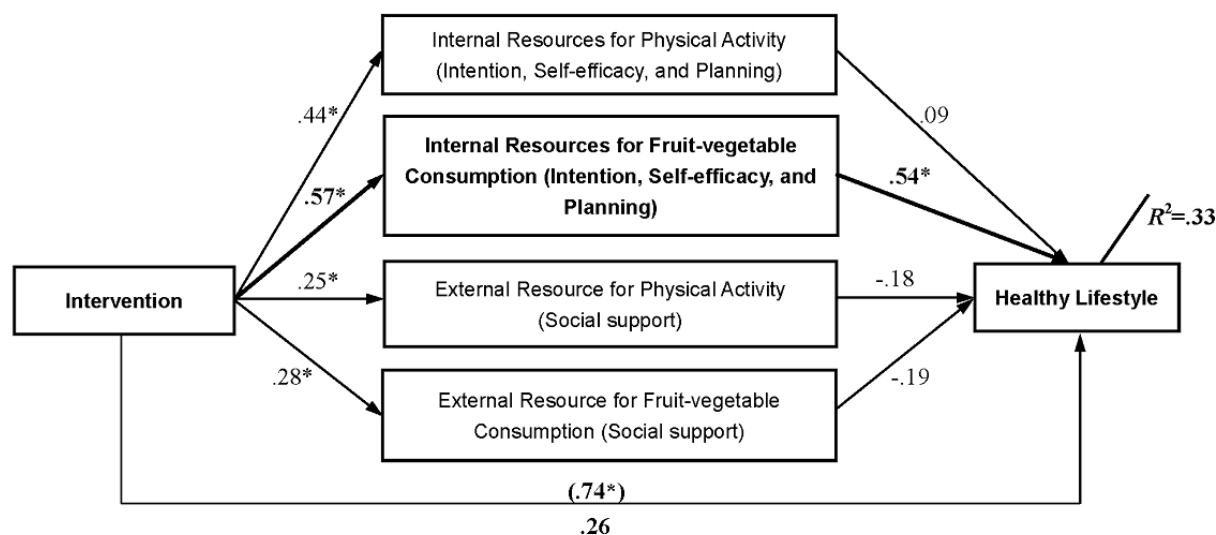 Internal Resources for Physical Activity
(Intention, Self-efficacy, and Planning)
.44*
.09
Internal Resources for Fruit-vegetable
Consumption (Intention, Self-efficacy, and
Planning)
.57*
.54*
R²=.33
Intervention
.25*
External Resource for Physical Activity
(Social support)
-.18
Healthy Lifestyle
.28*
External Resource for Fruit-vegetable
Consumption (Social support)
-.19
(.74*)
.26